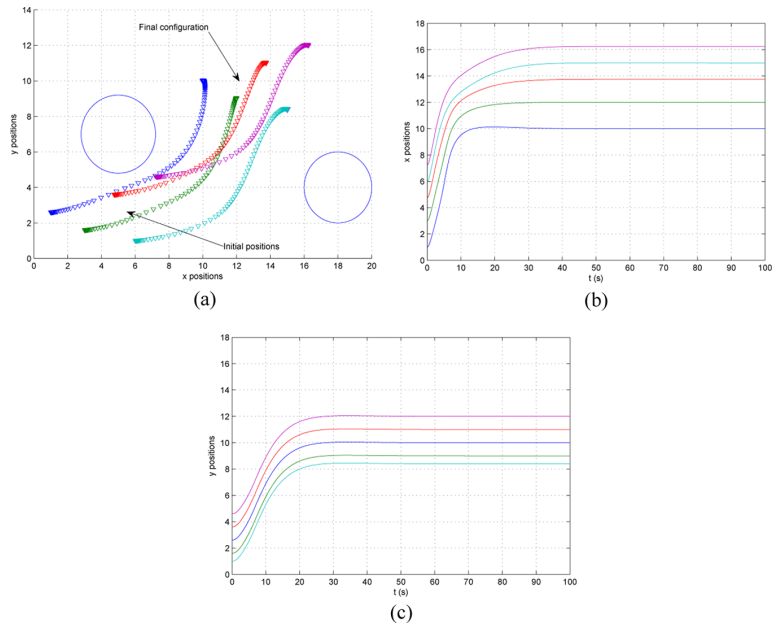 Final configuration
Initial positions
y positions
14
12
10
8
6
4
2
0
0 2 4 6 8 10 12 14 16 18 20
x positions
(a)
x positions
18
16
14
12
10
8
6
4
2
0
0 10 20 30 40 50 60 70 80 90 100
t (s)
(b)
y positions
18
16
14
12
10
8
6
4
2
0
0 10 20 30 40 50 60 70 80 90 100
t (s)
(c)